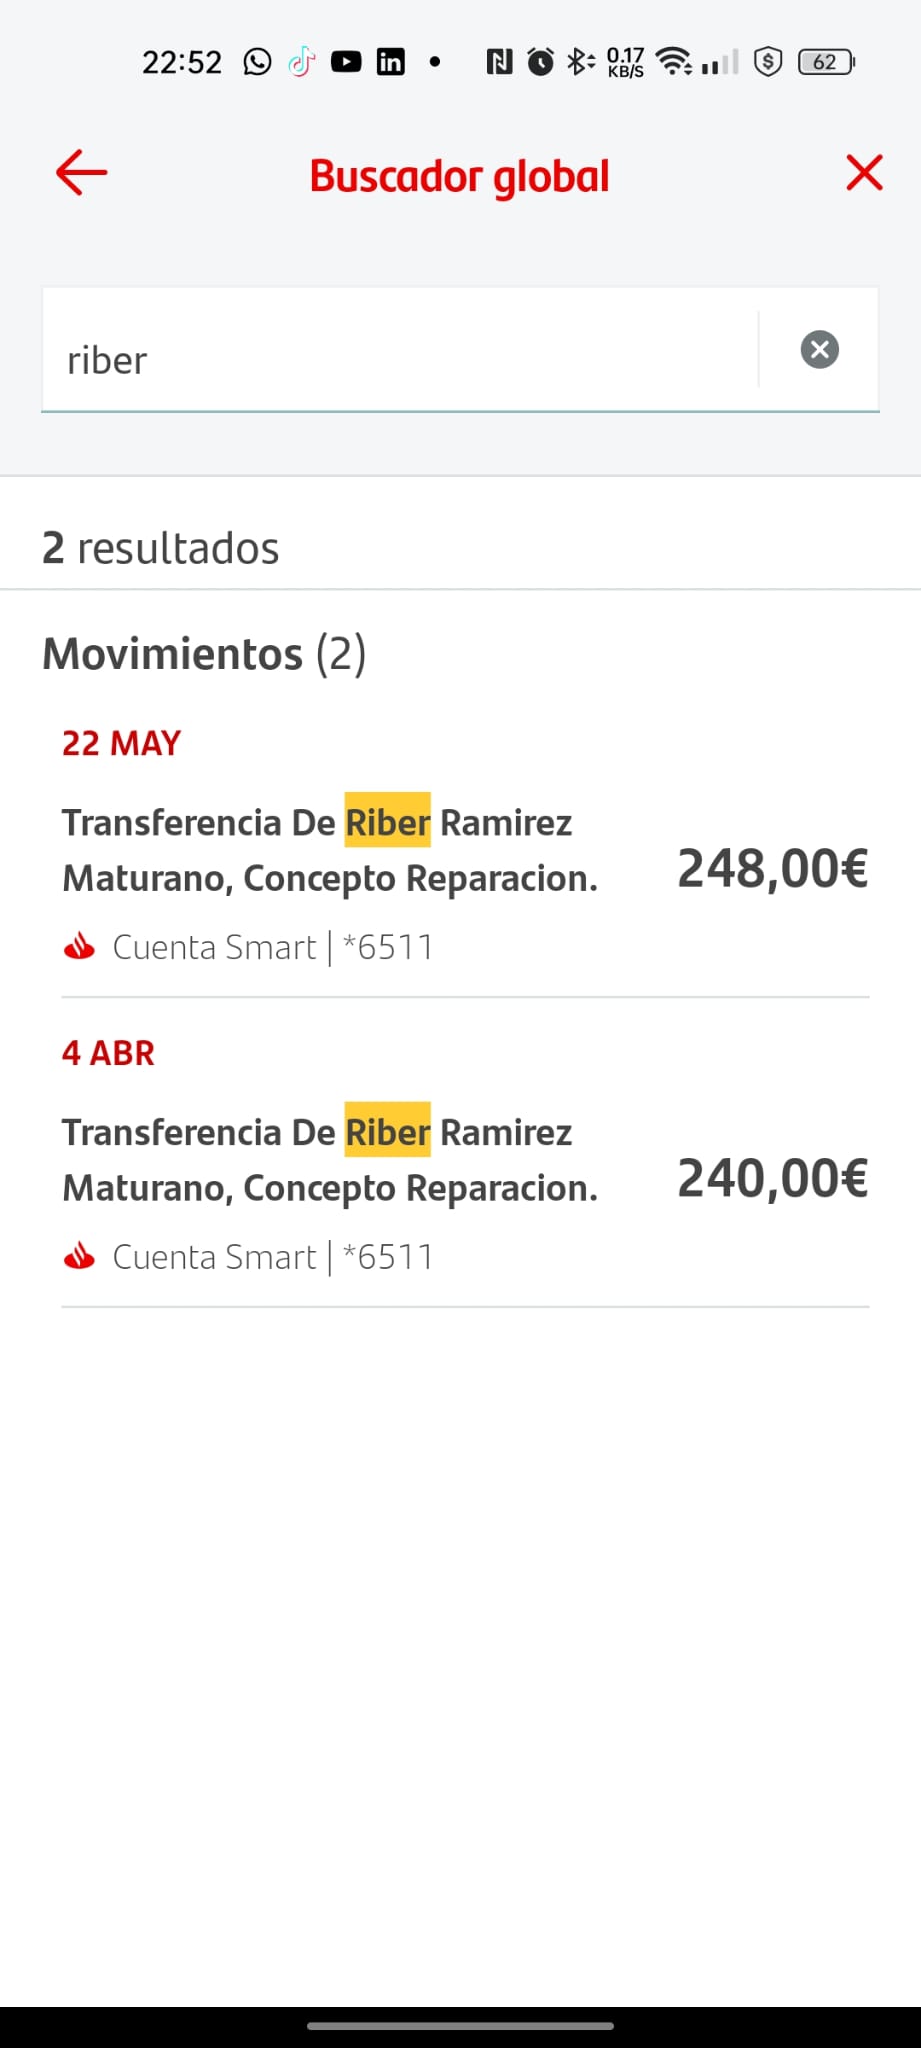 22:52 0.17 KB/S 62
Buscador global
riber
2 resultados
Movimientos (2)
22 MAY
Transferencia De Riber Ramirez
Maturano, Concepto Reparacion.
248,00€
Cuenta Smart | *6511
4 ABR
Transferencia De Riber Ramirez
Maturano, Concepto Reparacion.
240,00€
Cuenta Smart | *6511